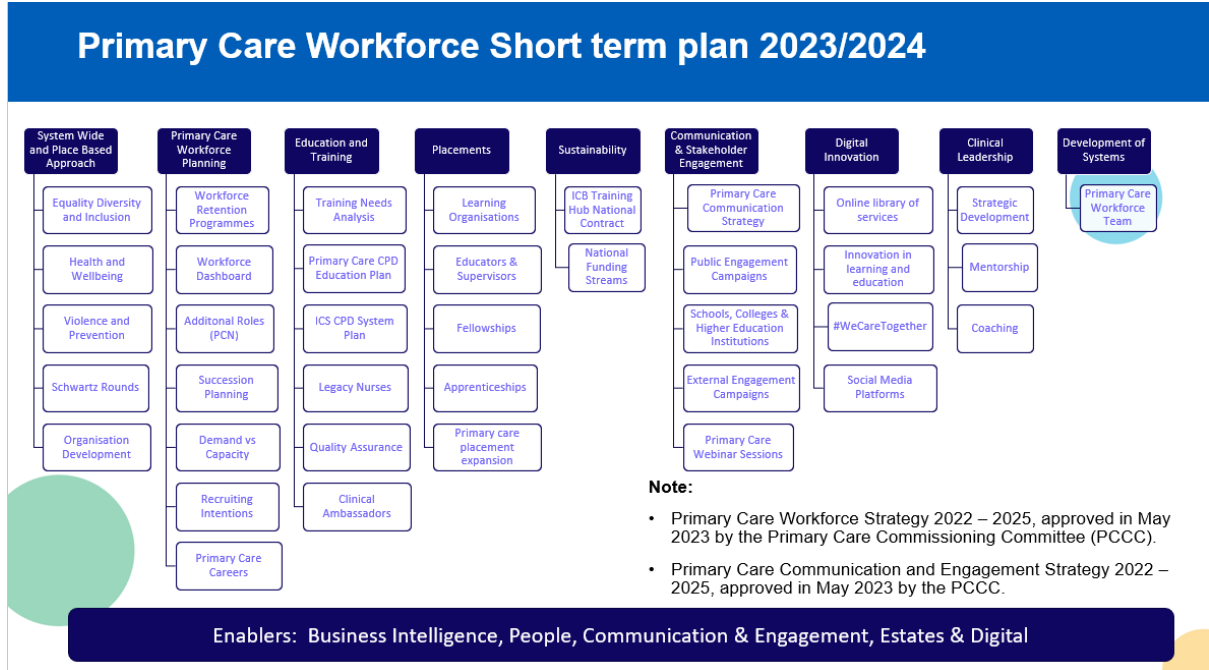 Primary Care Workforce Short term plan 2023/2024
System Wide
and Place Based
Approach
Equality Diversity
and Inclusion
Health and
Wellbeing
Violence and
Prevention
Schwartz Rounds
Organisation
Development
Primary Care
Workforce
Planning
Workforce
Retention
Programmes
Workforce
Dashboard
Additonal Roles
(PCN)
Succession
Planning
Demand vs
Capacity
Recruiting
Intentions
Primary Care
Careers
Education and
Training
Training Needs
Analysis
Primary Care CPD
Education Plan
ICS CPD System
Plan
Legacy Nurses
Quality Assurance
Clinical
Ambassadors
Placements
Learning
Organisations
Educators &
Supervisors
Fellowships
Apprenticeships
Primary care
placement
expansion
Sustainability
ICB Training
Hub National
Contract
National
Funding
Streams
Communication
& Stakeholder
Engagement
Primary Care
Communication
Strategy
Public Engagement
Campaigns
Schools, Colleges &
Higher Education
Institutions
External Engagement
Campaigns
Primary Care
Webinar Sessions
Digital
Innovation
Online library of
services
Innovation in
learning and
education
#WeCareTogether
Social Media
Platforms
Clinical
Leadership
Strategic
Development
Mentorship
Coaching
Development of
Systems
Primary Care
Workforce
Team
Note:
• Primary Care Workforce Strategy 2022 – 2025, approved in May
2023 by the Primary Care Commissioning Committee (PCCC).
• Primary Care Communication and Engagement Strategy 2022 –
2025, approved in May 2023 by the PCCC.
Enablers: Business Intelligence, People, Communication & Engagement, Estates & Digital